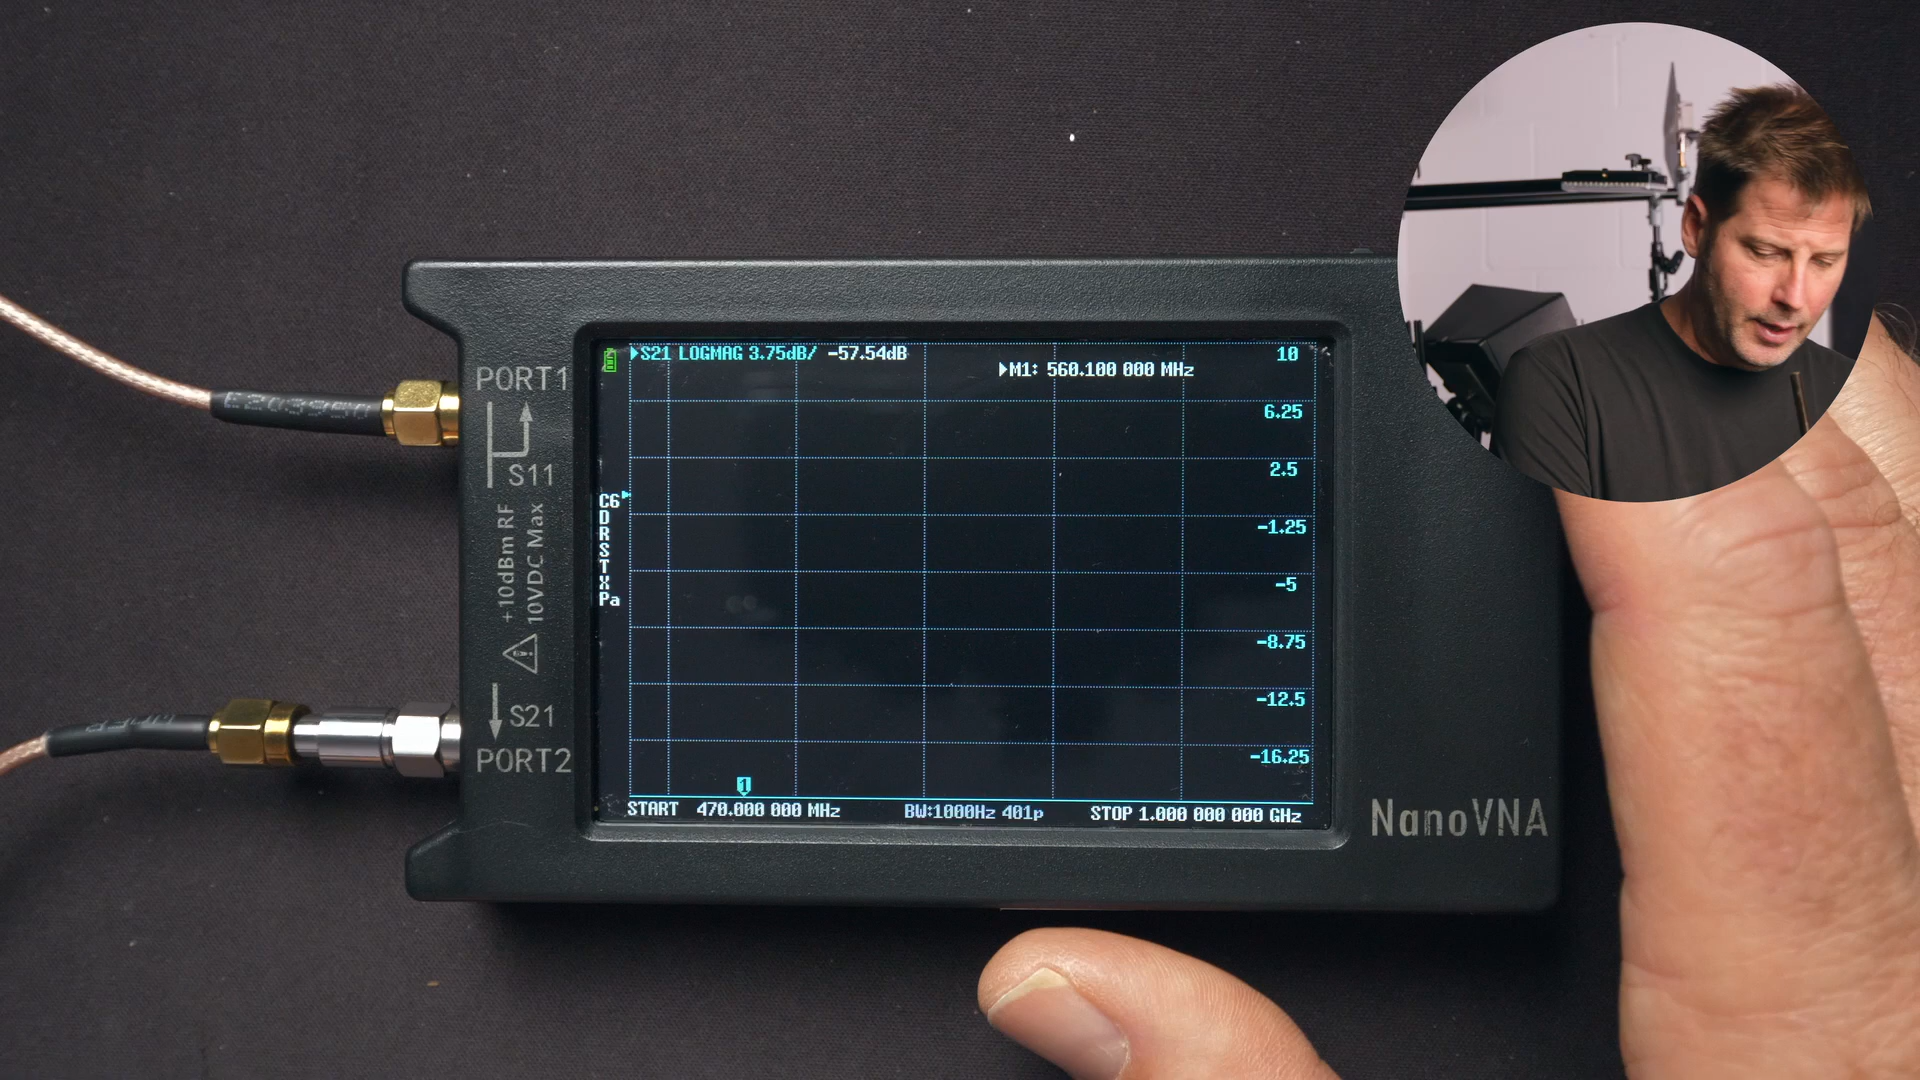 PORT1
S11
+10dBm RF
10VDC Max
S21
PORT2
S21 LOGMAG 3.75dB/ -57.54dB
M1: 560.100 000 MHz
10
6.25
2.5
-1.25
-5
-8.75
-12.5
-16.25
C6
D
R
S
T
X
Pa
1
START 470.000 000 MHz
BW:1000Hz 401p
STOP 1.000 000 000 GHz
NanoVNA